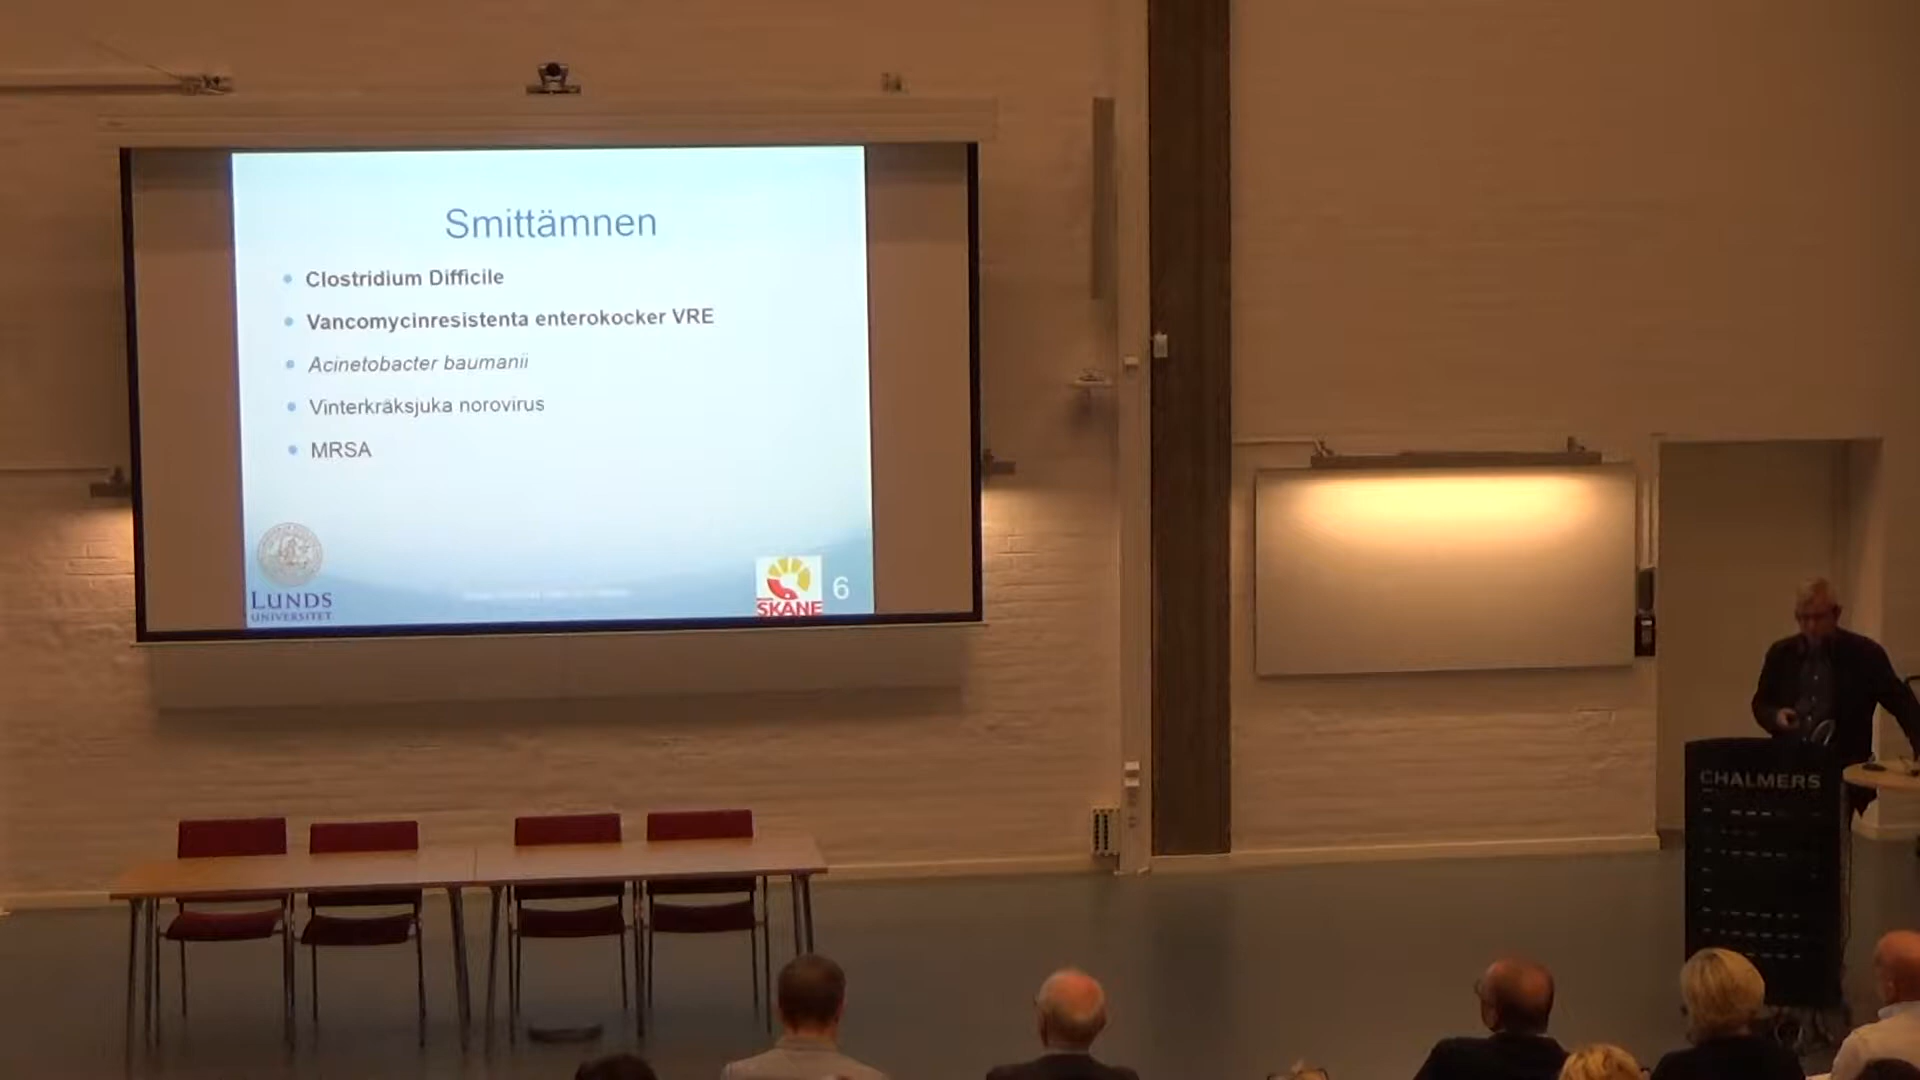 Smittämnen
Clostridium Difficile
Vancomycinresistenta enterokocker VRE
Acinetobacter baumanii
Vinterkräksjuka norovirus
MRSA
LUNDS
UNIVERSITET
SKÅNE
6
CHALMERS